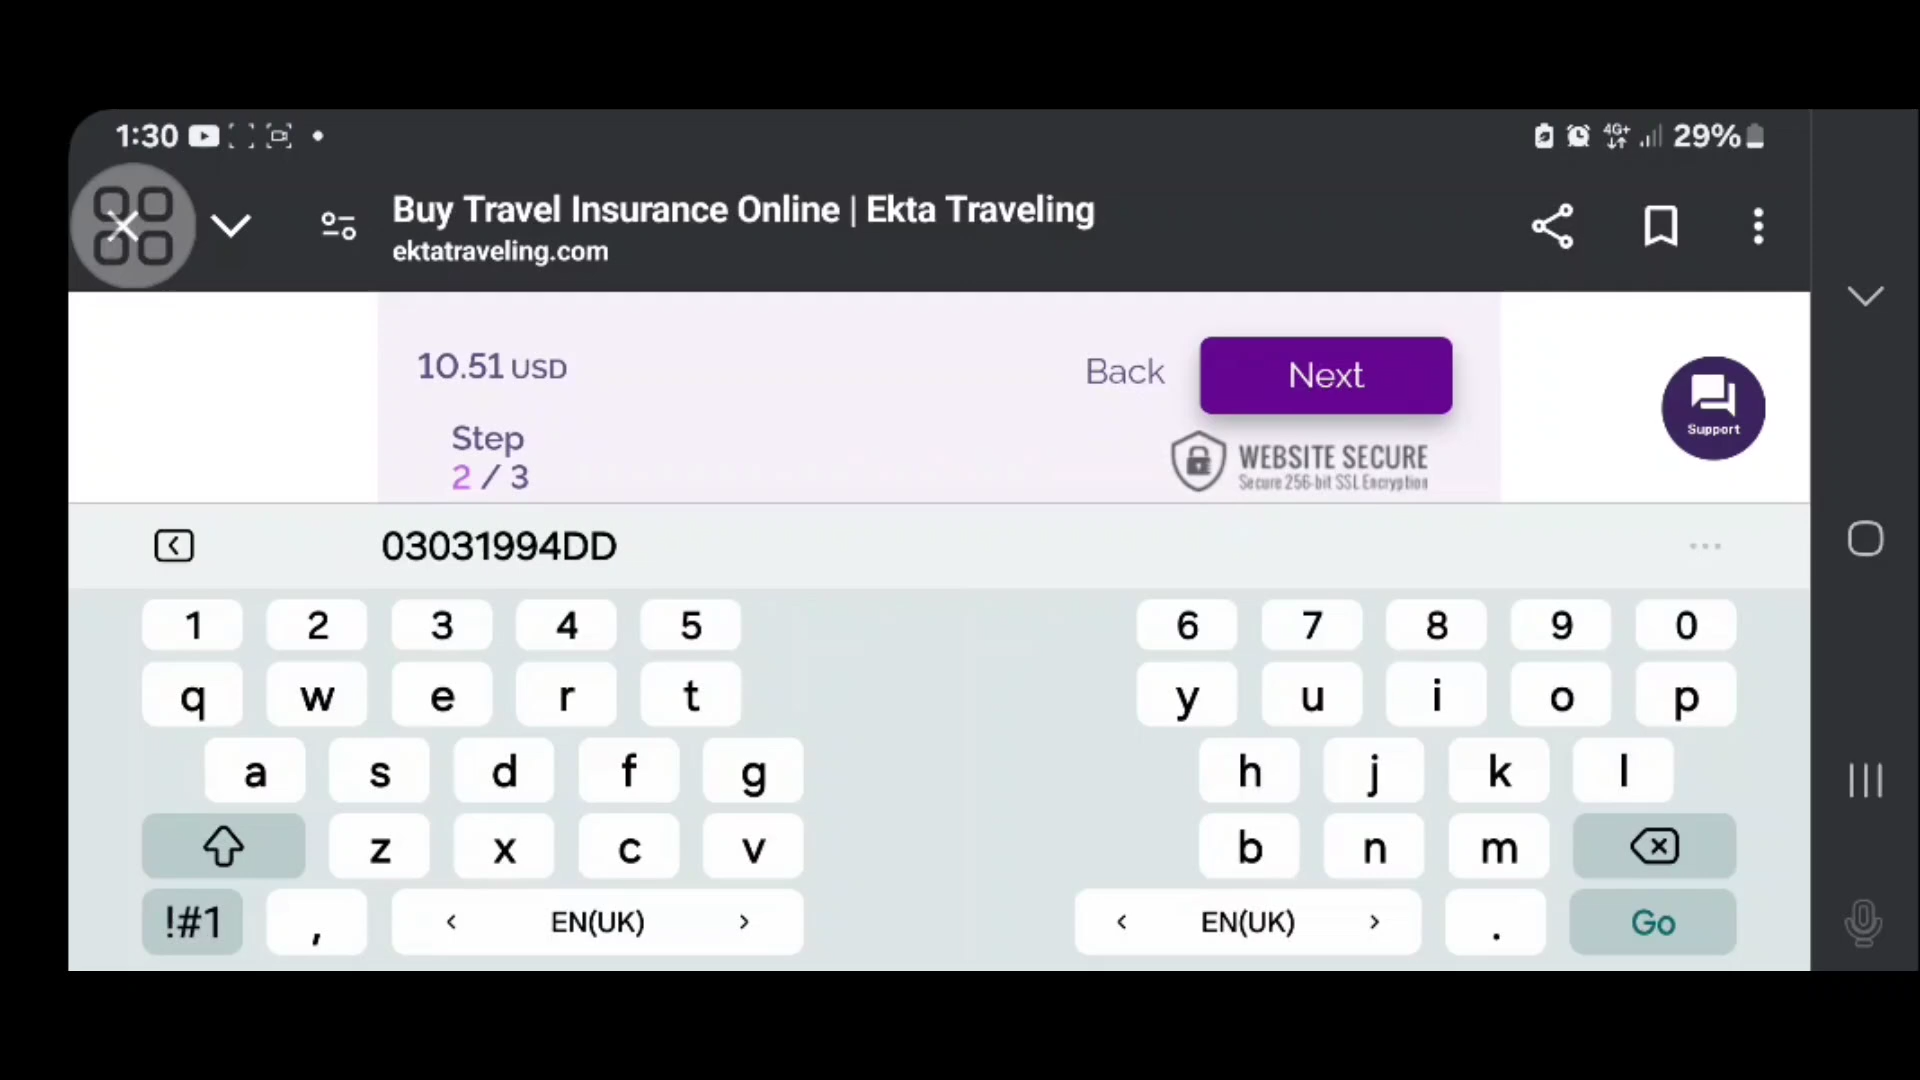 1:30
4G+
29%
Buy Travel Insurance Online | Ekta Traveling
ektatraveling.com
10.51 USD
Back
Next
Support
Step
2 / 3
WEBSITE SECURE
Secure 256-bit SSL Encryption
03031994DD
1 2 3 4 5 6 7 8 9 0
q w e r t y u i o p
a s d f g h j k l
z x c v b n m
!#1 , < EN(UK) > < EN(UK) > . Go